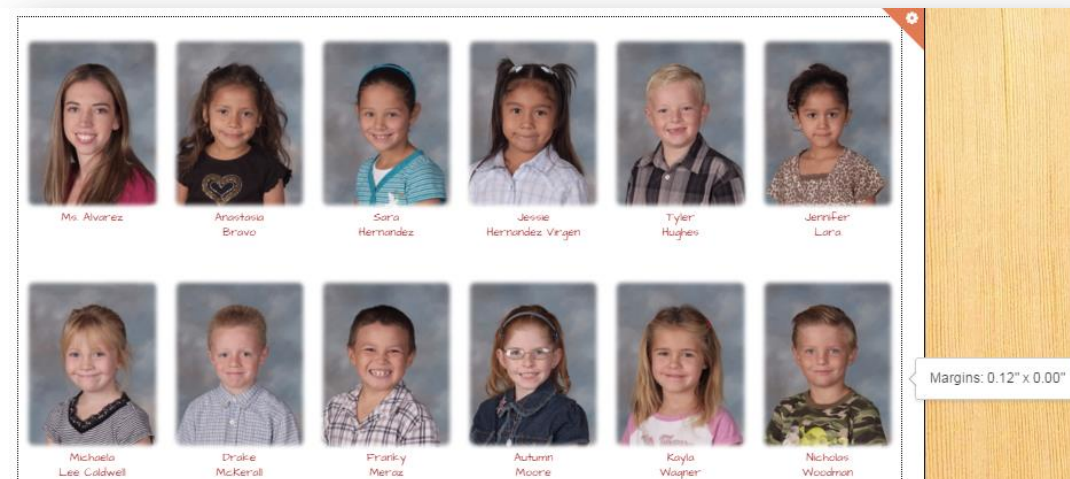 Ms. Alvarez
Anastasia
Bravo
Sara
Hernandez
Jessie
Hernandez Virgen
Tyler
Hughes
Jennifer
Lara
Michaela
Lee Caldwell
Drake
McKerall
Franky
Meraz
Autumn
Moore
Kayla
Wagner
Nicholas
Woodman
Margins: 0.12" x 0.00"